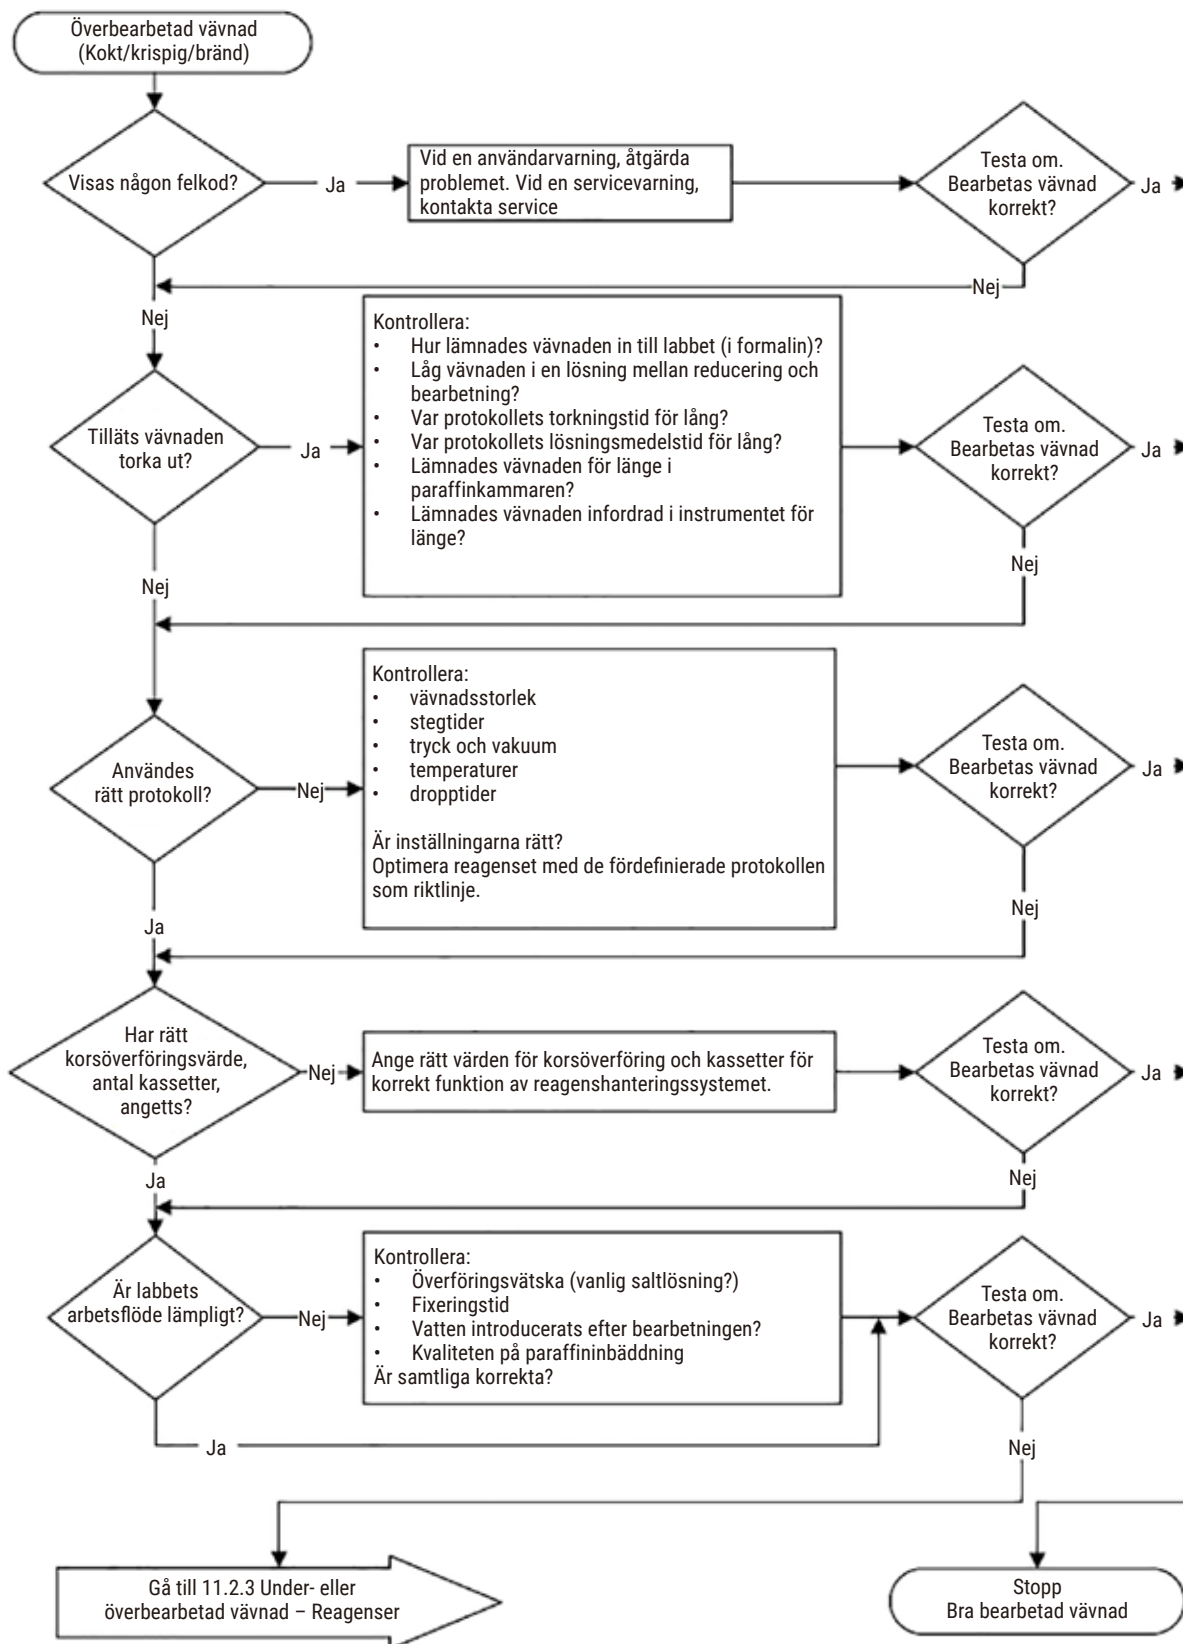 Överbearbetad vävnad
(Kokt/krispig/bränd)
Visas någon felkod?
Ja
Vid en användarvarning, åtgärda
problemet. Vid en servicevarning,
kontakta service
Testa om.
Bearbetas vävnad
korrekt?
Ja
Nej
Nej
Tilläts vävnaden
torka ut?
Ja
Kontrollera:
• Hur lämnades vävnaden in till labbet (i formalin)?
• Låg vävnaden i en lösning mellan reducering och
bearbetning?
• Var protokollets torkningstid för lång?
• Var protokollets lösningsmedelstid för lång?
• Lämnades vävnaden för länge i
paraffinkammaren?
• Lämnades vävnaden infordrad i instrumentet för
länge?
Testa om.
Bearbetas vävnad
korrekt?
Ja
Nej
Nej
Användes
rätt protokoll?
Nej
Kontrollera:
• vävnadsstorlek
• stegtider
• tryck och vakuum
• temperaturer
• dropptider
Är inställningarna rätt?
Optimera reagenset med de fördefinierade protokollen
som riktlinje.
Testa om.
Bearbetas vävnad
korrekt?
Ja
Nej
Ja
Har rätt
korsöverföringsvärde,
antal kassetter,
angetts?
Nej
Ange rätt värden för korsöverföring och kassetter för
korrekt funktion av reagenshanteringssystemet.
Testa om.
Bearbetas vävnad
korrekt?
Ja
Nej
Ja
Är labbets
arbetsflöde lämpligt?
Nej
Kontrollera:
• Överföringsvätska (vanlig saltlösning?)
• Fixeringstid
• Vatten introducerats efter bearbetningen?
• Kvaliteten på paraffininbäddning
Är samtliga korrekta?
Testa om.
Bearbetas vävnad
korrekt?
Ja
Ja
Nej
Gå till 11.2.3 Under- eller
överbearbetad vävnad – Reagenser
Stopp
Bra bearbetad vävnad